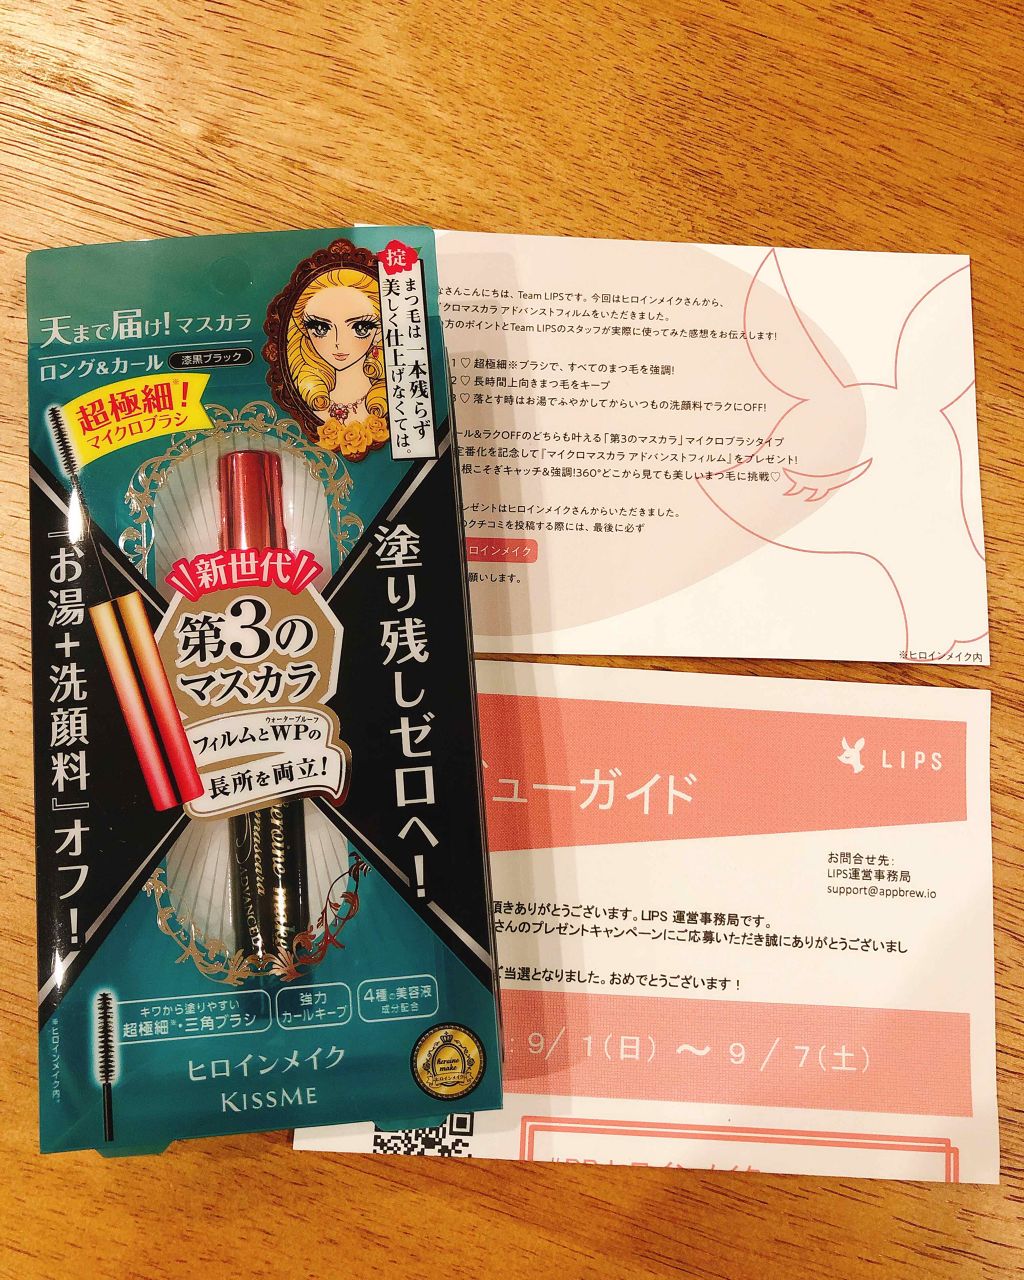 天まで届け!マスカラ
ロング&カール 漆黒ブラック
超極細※!
マイクロブラシ
掟
まつ毛は一本残らず
美しく仕上げなくては。
塗り残しゼロへ!
『お湯+洗顔料』オフ!
新世代
第3の
マスカラ
ウォータープルーフ
フィルムとWPの
長所を両立!
heroine make
mascara
ADVANCED
キワから塗りやすい
超極細※・三角ブラシ
強力
カールキープ
4種の美容液
成分配合
※ヒロインメイク内
ヒロインメイク
KISSME
heroine
make
ヒロインメイク
なさんこんにちは、Team LIPSです。今回はヒロインメイクさんから、
イクロマスカラ アドバンストフィルムをいただきました。
い方のポイントとTeam LIPSのスタッフが実際に使ってみた感想をお伝えします!
1 ♡ 超極細※ブラシで、すべてのまつ毛を強調!
2 ♡ 長時間上向きまつ毛をキープ
3 ♡ 落とす時はお湯でふやかしてからいつもの洗顔料でラクにOFF!
ール&ラクOFFのどちらも叶える「第3のマスカラ」マイクロブラシタイプ
定番化を記念して『マイクロマスカラ アドバンストフィルム』をプレゼント!
根こそぎキャッチ&強調!360°どこから見ても美しいまつ毛に挑戦♡
レゼントはヒロインメイクさんからいただきました。
のクチコミを投稿する際には、最後に必ず
ロインメイク
願いします。
※ヒロインメイク内
LIPS
ューガイド
お問合せ先:
LIPS運営事務局
support@appbrew.io
頂きありがとうございます。LIPS 運営事務局です。
さんのプレゼントキャンペーンにご応募いただき誠にありがとうございまし
ご当選となりました。おめでとうございます!
: 9/ 1(日) ～ 9 / 7(土)